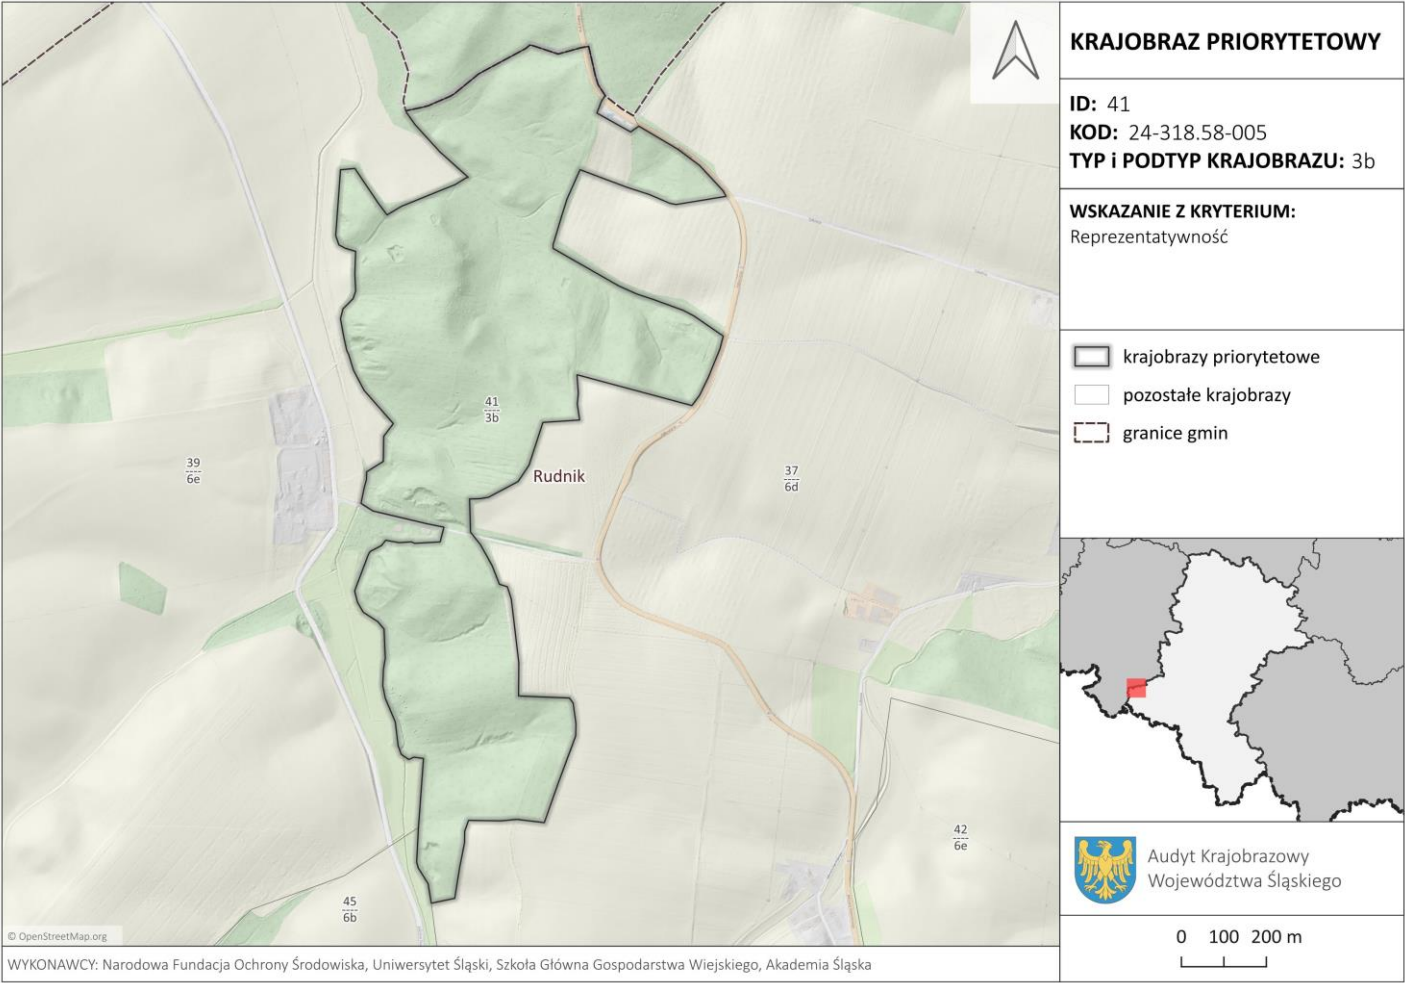 KRAJOBRAZ PRIORYTETOWY
ID: 41
KOD: 24-318.58-005
TYP i PODTYP KRAJOBRAZU: 3b
WSKAZANIE Z KRYTERIUM:
Reprezentatywność
krajobrazy priorytetowe
pozostałe krajobrazy
granice gmin
Audyt Krajobrazowy
Województwa Śląskiego
0 100 200 m
41
3b
39
6e
Rudnik
37
6d
42
6e
45
6b
© OpenStreetMap.org
WYKONAWCY: Narodowa Fundacja Ochrony Środowiska, Uniwersytet Śląski, Szkoła Główna Gospodarstwa Wiejskiego, Akademia Śląska